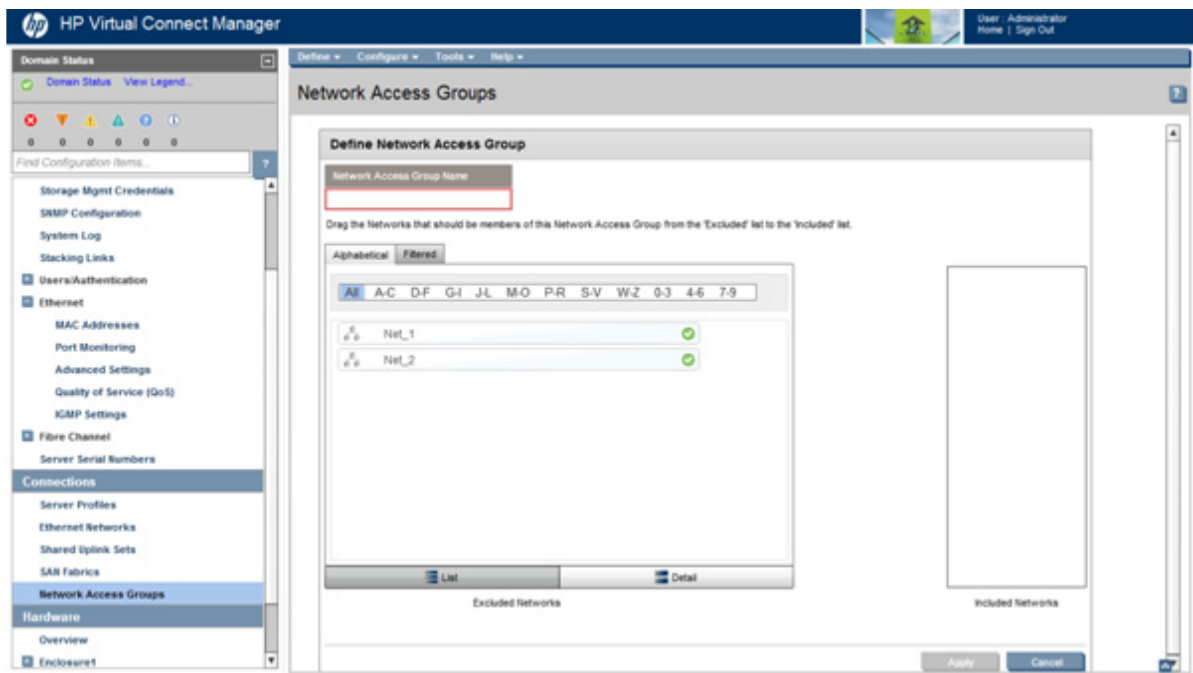 hp HP Virtual Connect Manager
User : Administrator
Home | Sign Out
Domain Status
Domain Status View Legend...
0 0 0 0 0 0
Find Configuration Items... ?
Storage Mgmt Credentials
SNMP Configuration
System Log
Stacking Links
Users/Authentication
Ethernet
MAC Addresses
Port Monitoring
Advanced Settings
Quality of Service (QoS)
IGMP Settings
Fibre Channel
Server Serial Numbers
Connections
Server Profiles
Ethernet Networks
Shared Uplink Sets
SAN Fabrics
Network Access Groups
Hardware
Overview
Enclosure1
Define Configure Tools Help
Network Access Groups ?
Define Network Access Group
Network Access Group Name
Drag the Networks that should be members of this Network Access Group from the 'Excluded' list to the 'Included' list.
Alphabetical Filtered
All A-C D-F G-I J-L M-O P-R S-V W-Z 0-3 4-6 7-9
Net_1
Net_2
List Detail
Excluded Networks
Included Networks
Apply Cancel